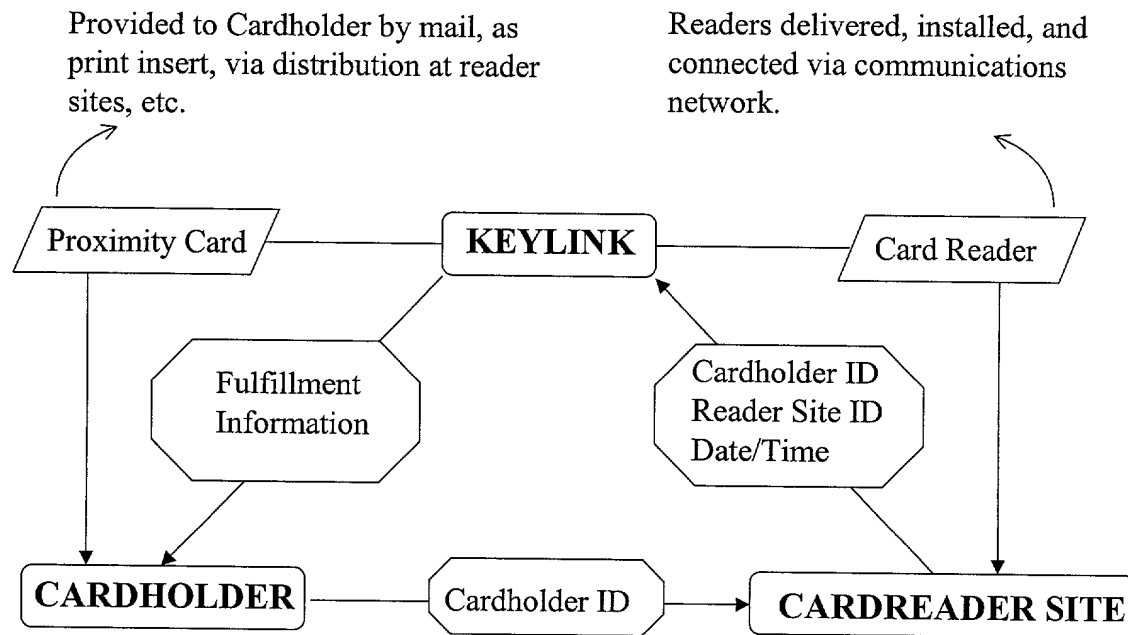 Provided to Cardholder by mail, as
print insert, via distribution at reader
sites, etc.
Readers delivered, installed, and
connected via communications
network.
Proximity Card
KEYLINK
Card Reader
Fulfillment
Information
Cardholder ID
Reader Site ID
Date/Time
CARDHOLDER
Cardholder ID
CARDREADER SITE